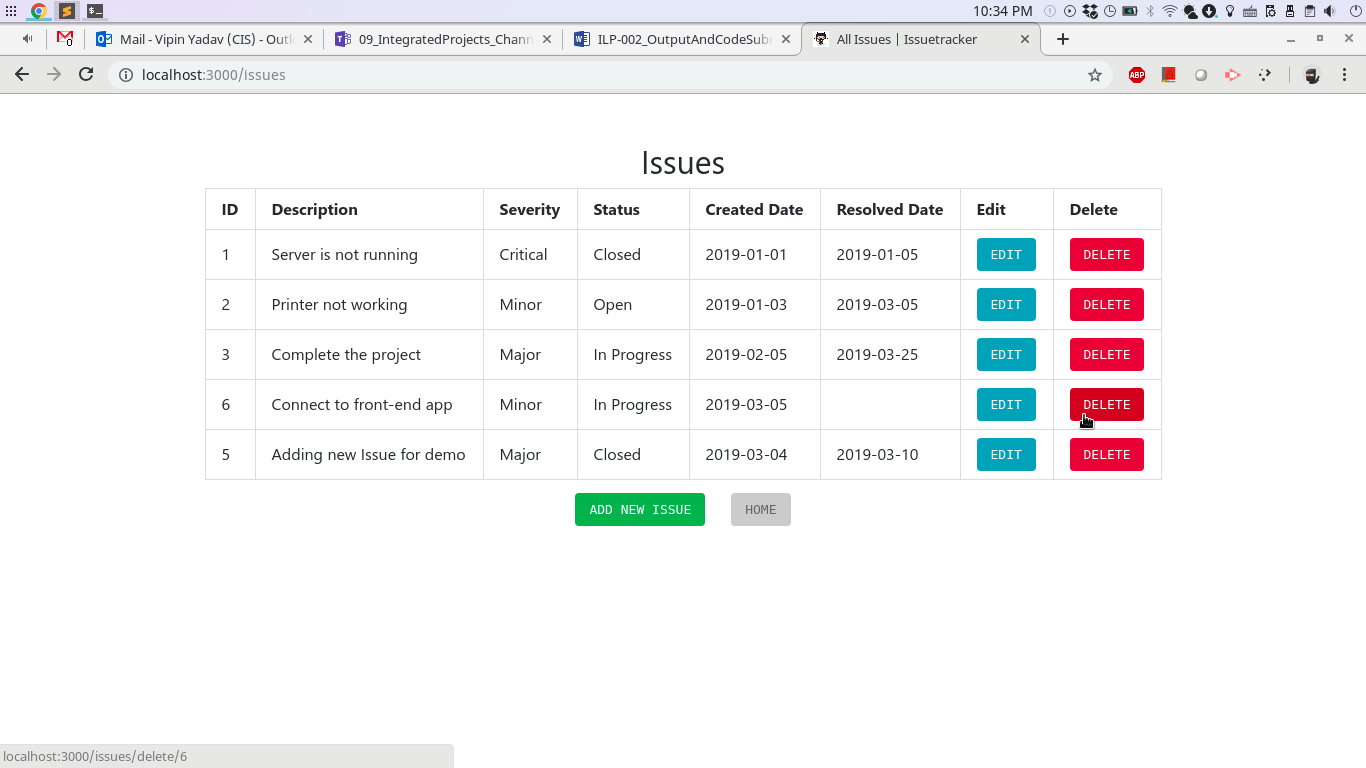 10:34 PM
0
Mail - Vipin Yadav (CIS) - Outl
09_IntegratedProjects_Chann
ILP-002_OutputAndCodeSub
All Issues | Issuetracker
localhost:3000/issues
ABP
Issues
ID Description Severity Status Created Date Resolved Date Edit Delete
1 Server is not running Critical Closed 2019-01-01 2019-01-05 EDIT DELETE
2 Printer not working Minor Open 2019-01-03 2019-03-05 EDIT DELETE
3 Complete the project Major In Progress 2019-02-05 2019-03-25 EDIT DELETE
6 Connect to front-end app Minor In Progress 2019-03-05 EDIT DELETE
5 Adding new Issue for demo Major Closed 2019-03-04 2019-03-10 EDIT DELETE
ADD NEW ISSUE HOME
localhost:3000/issues/delete/6